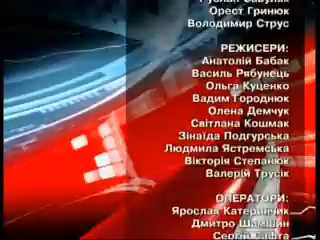 Орест Гринюк
Володимир Струс
РЕЖИСЕРИ:
Анатолій Бабак
Василь Рябунець
Ольга Куценко
Вадим Городнюк
Олена Демчук
Світлана Кошмак
Зінаїда Подгурська
Людмила Ястремська
Вікторія Степанюк
Валерій Трусік
ОПЕРАТОРИ:
Ярослав Катеринчик
Дмитро Шамшин
Сергій